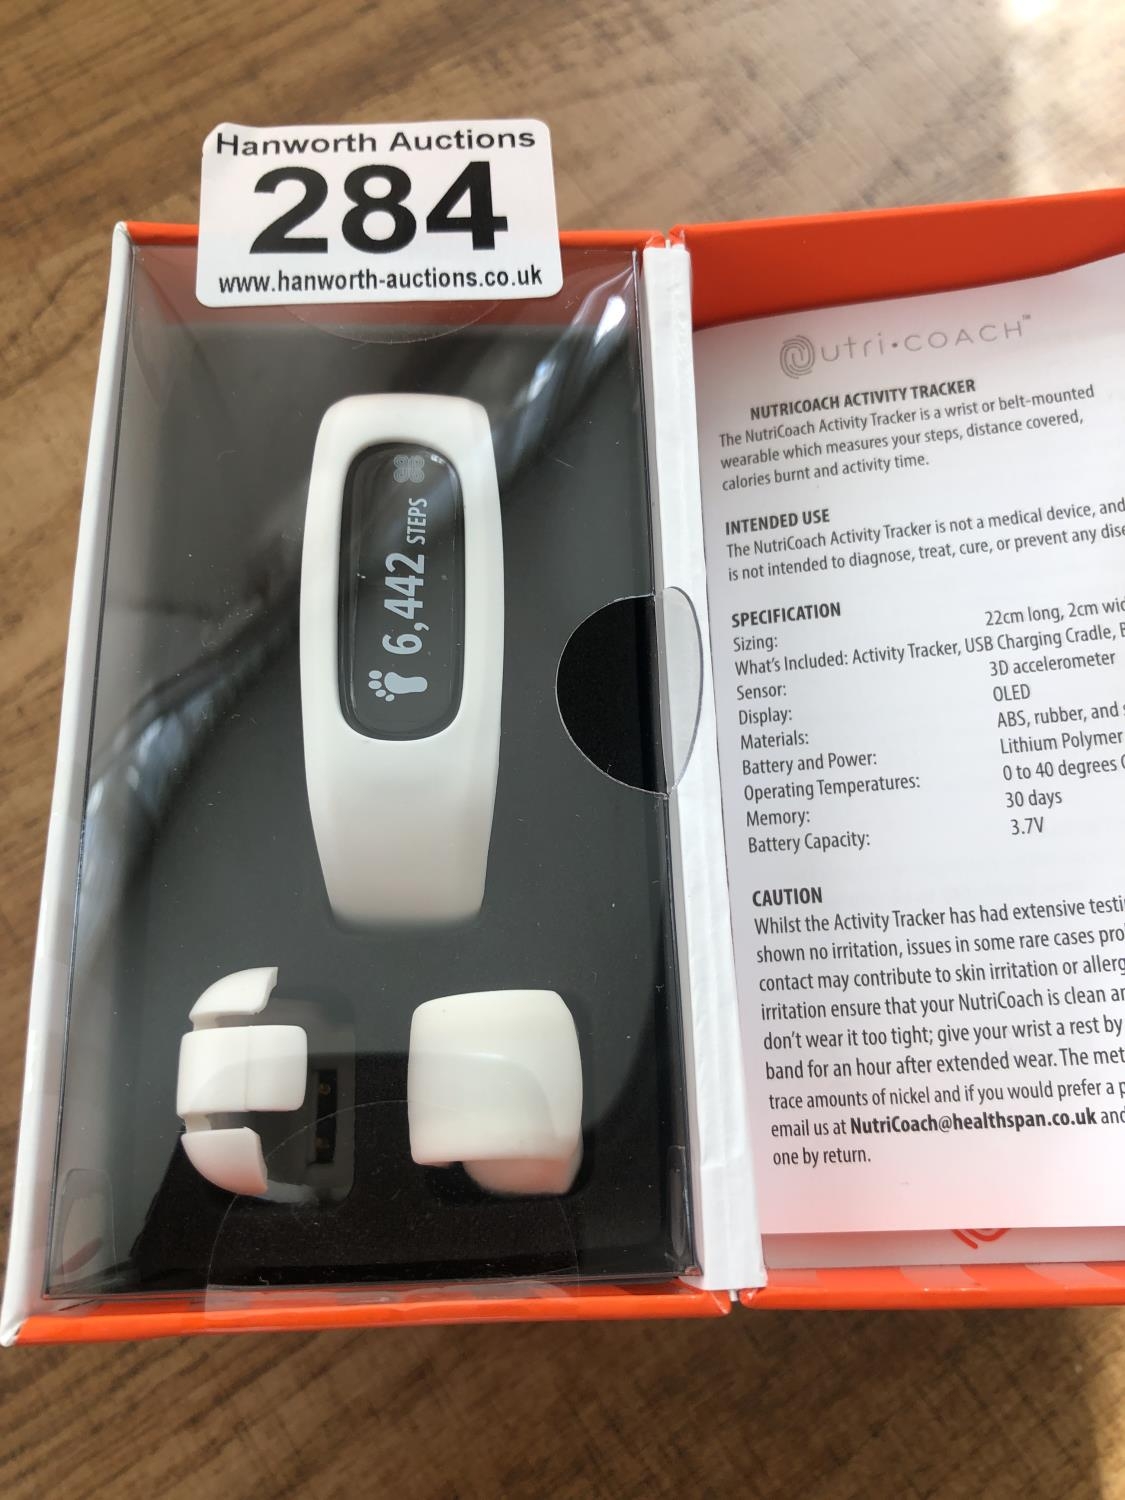 Hanworth Auctions
284
www.hanworth-auctions.co.uk
6,442 STEPS
Nutri•COACH™
NUTRICOACH ACTIVITY TRACKER
The NutriCoach Activity Tracker is a wrist or belt-mounted
wearable which measures your steps, distance covered,
calories burnt and activity time.
INTENDED USE
The NutriCoach Activity Tracker is not a medical device, and
is not intended to diagnose, treat, cure, or prevent any
SPECIFICATION
Sizing: 22cm long, 2cm
What's Included: Activity Tracker, USB Charging Cradle,
Sensor: 3D accelerometer
Display: OLED
Materials: ABS, rubber, and
Battery and Power: Lithium Polymer
Operating Temperatures: 0 to 40 degrees
Memory: 30 days
Battery Capacity: 3.7V
CAUTION
Whilst the Activity Tracker has had extensive
shown no irritation, issues in some rare cases
contact may contribute to skin irritation or
irritation ensure that your NutriCoach is clean
don't wear it too tight; give your wrist a rest by
band for an hour after extended wear. The
trace amounts of nickel and if you would prefer a
email us at NutriCoach@healthspan.co.uk and
one by return.